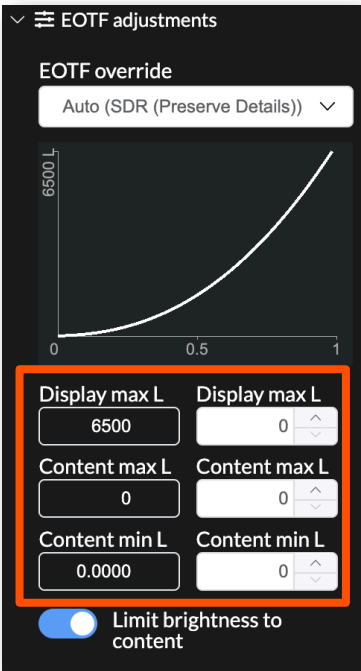 EOTF adjustments
EOTF override
Auto (SDR (Preserve Details))
6500 L
0 0.5 1
Display max L Display max L
6500 0
Content max L Content max L
0 0
Content min L Content min L
0.0000 0
Limit brightness to
content